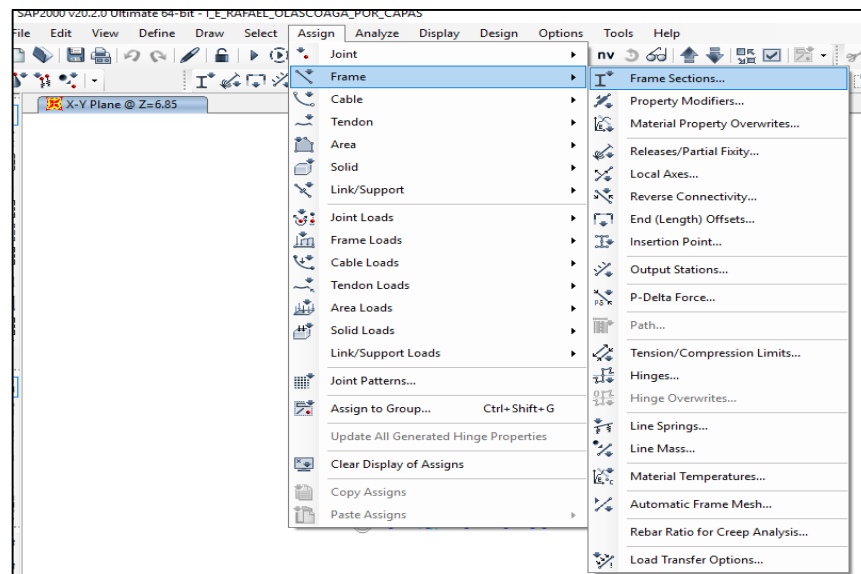 SAP2000 v20.2.0 Ultimate 64-bit - I_E_RAFAEL_OLASCOAGA_POR_CAPAS
File Edit View Define Draw Select Assign Analyze Display Design Options Tools Help
nv
X-Y Plane @ Z=6.85
Joint
Frame
Cable
Tendon
Area
Solid
Link/Support
Joint Loads
Frame Loads
Cable Loads
Tendon Loads
Area Loads
Solid Loads
Link/Support Loads
Joint Patterns...
Assign to Group... Ctrl+Shift+G
Update All Generated Hinge Properties
Clear Display of Assigns
Copy Assigns
Paste Assigns
Frame Sections...
Property Modifiers...
Material Property Overwrites...
Releases/Partial Fixity...
Local Axes...
Reverse Connectivity...
End (Length) Offsets...
Insertion Point...
Output Stations...
P-Delta Force...
Path...
Tension/Compression Limits...
Hinges...
Hinge Overwrites...
Line Springs...
Line Mass...
Material Temperatures...
Automatic Frame Mesh...
Rebar Ratio for Creep Analysis...
Load Transfer Options...